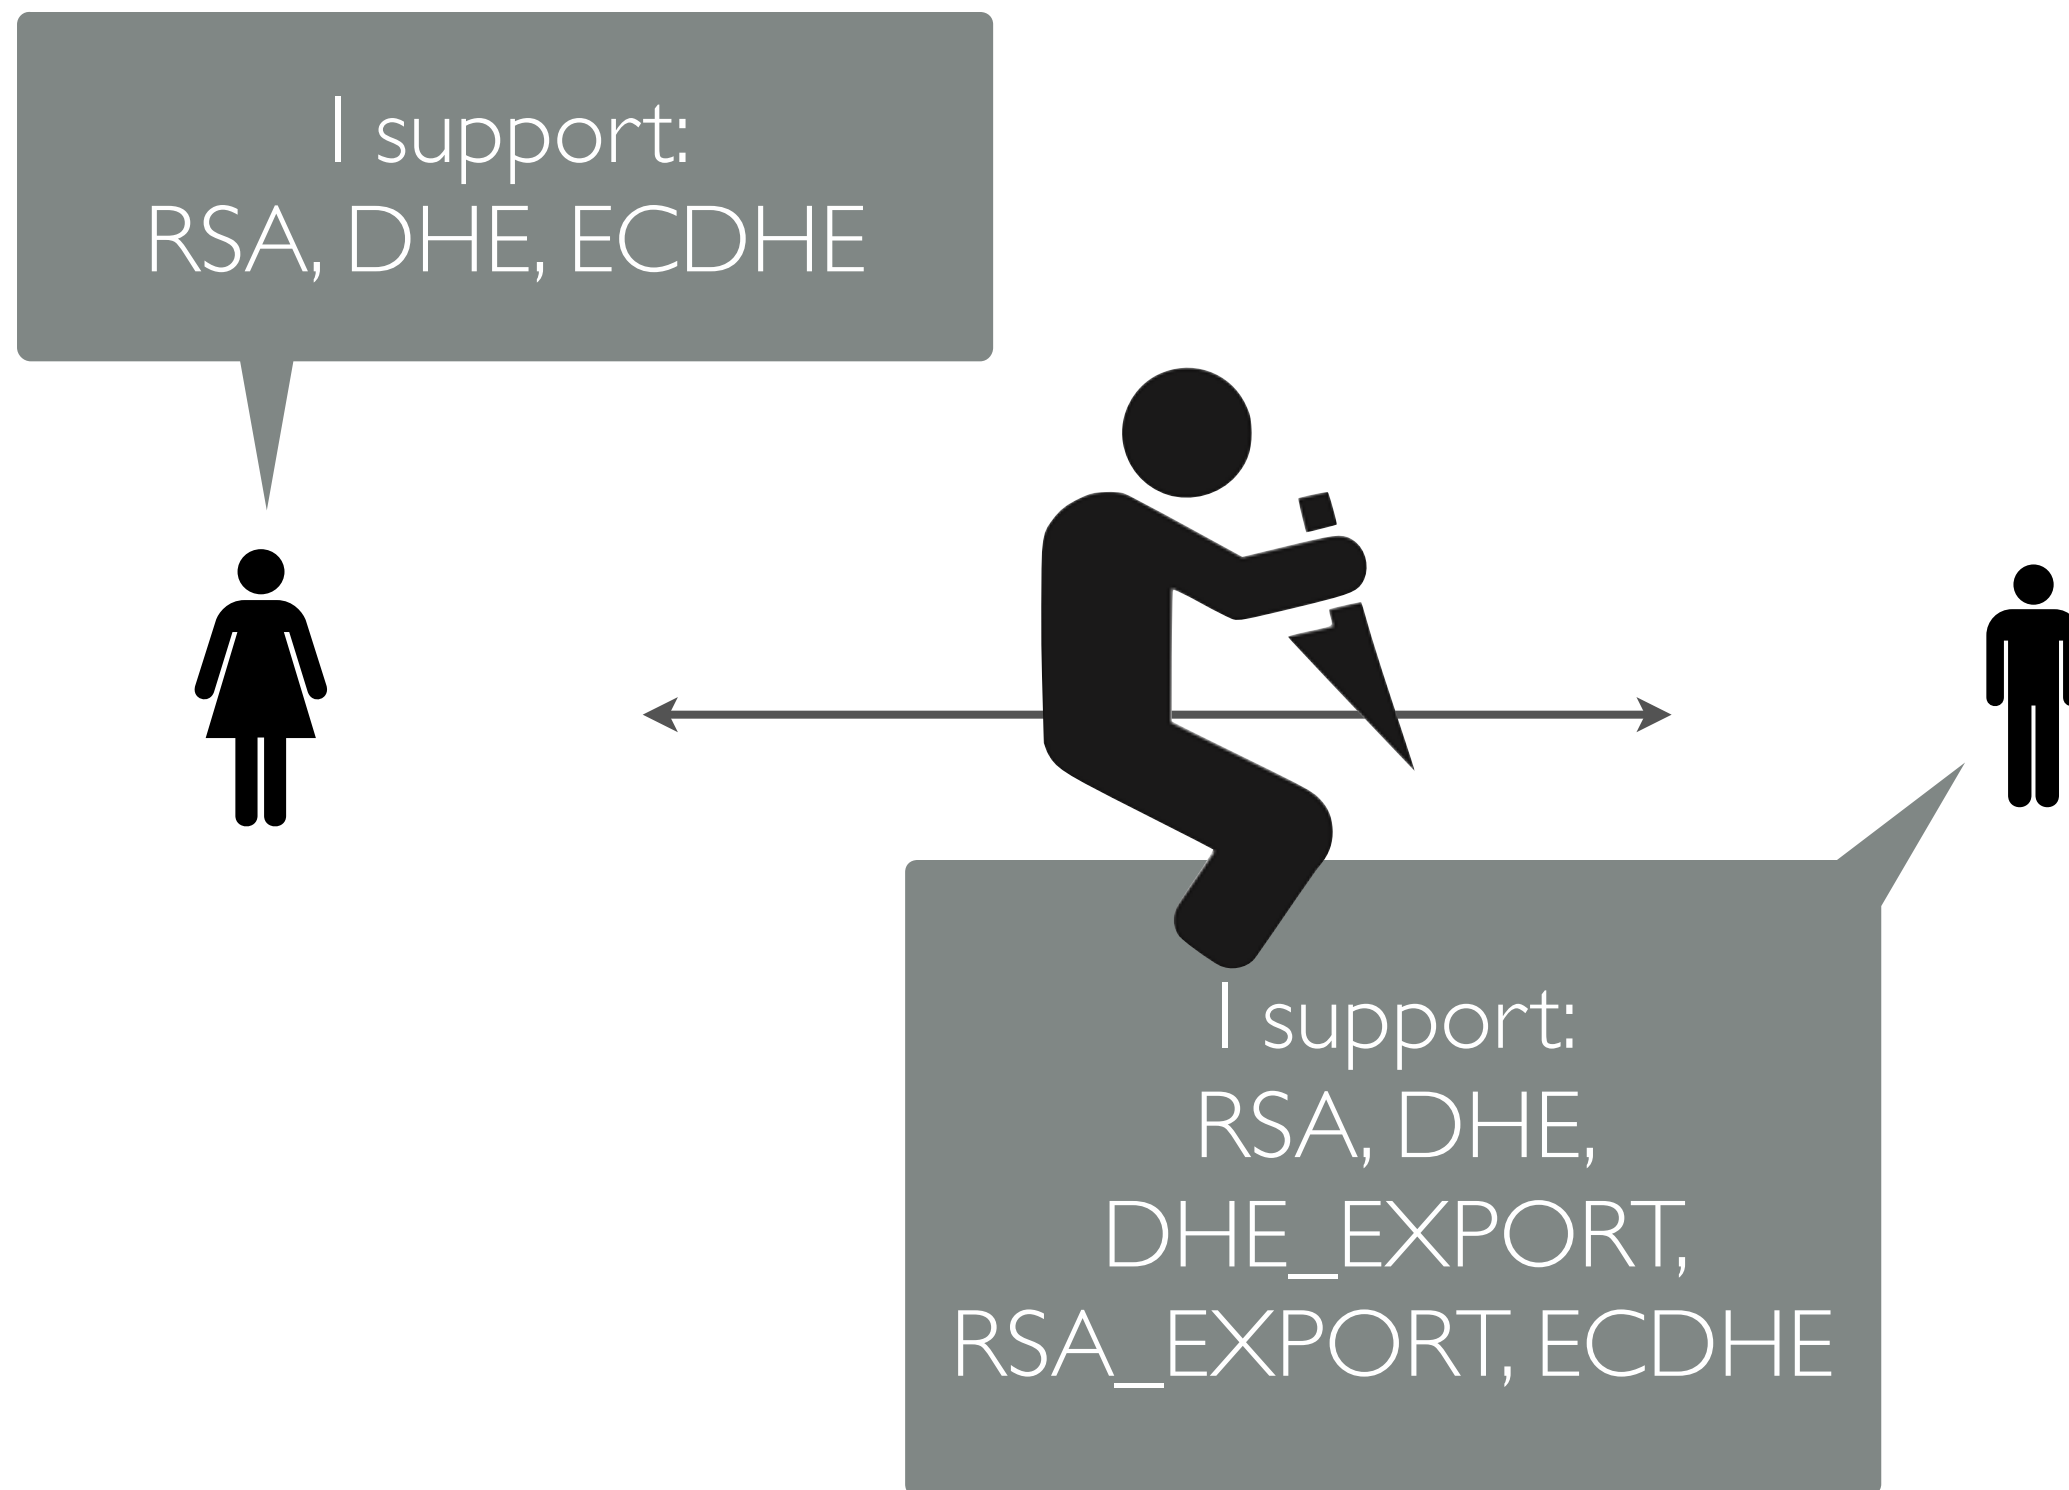 I support:
RSA, DHE, ECDHE
I support:
RSA, DHE,
DHE_EXPORT,
RSA_EXPORT, ECDHE